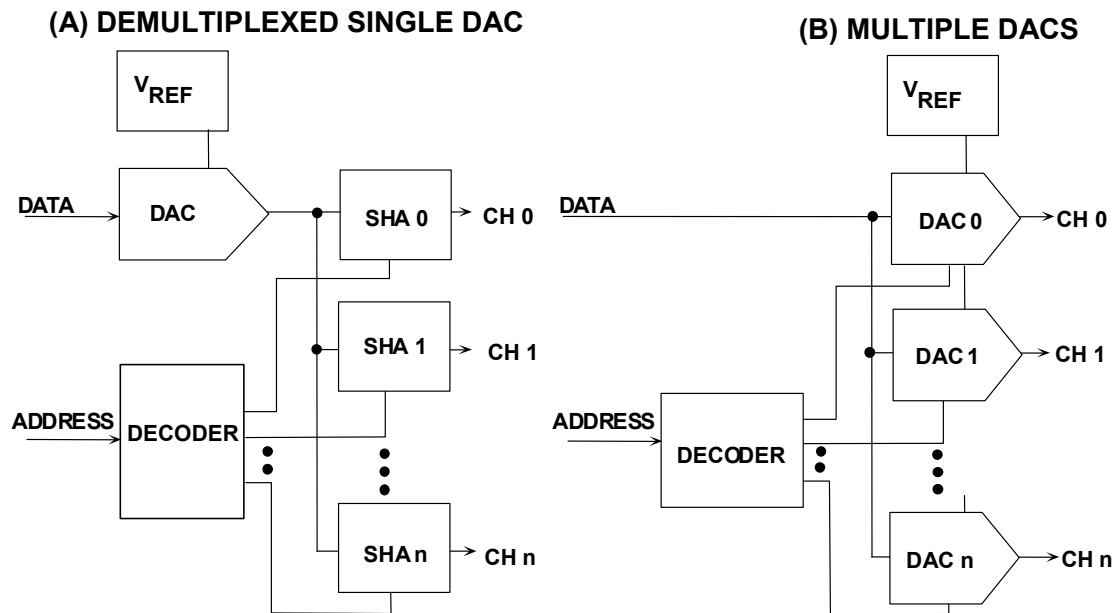 (A) DEMULTIPLEXED SINGLE DAC
VREF
DATA
DAC
SHA 0
CH 0
SHA 1
CH 1
ADDRESS
DECODER
SHA n
CH n
(B) MULTIPLE DACS
VREF
DATA
DAC 0
CH 0
DAC 1
CH 1
ADDRESS
DECODER
DAC n
CH n